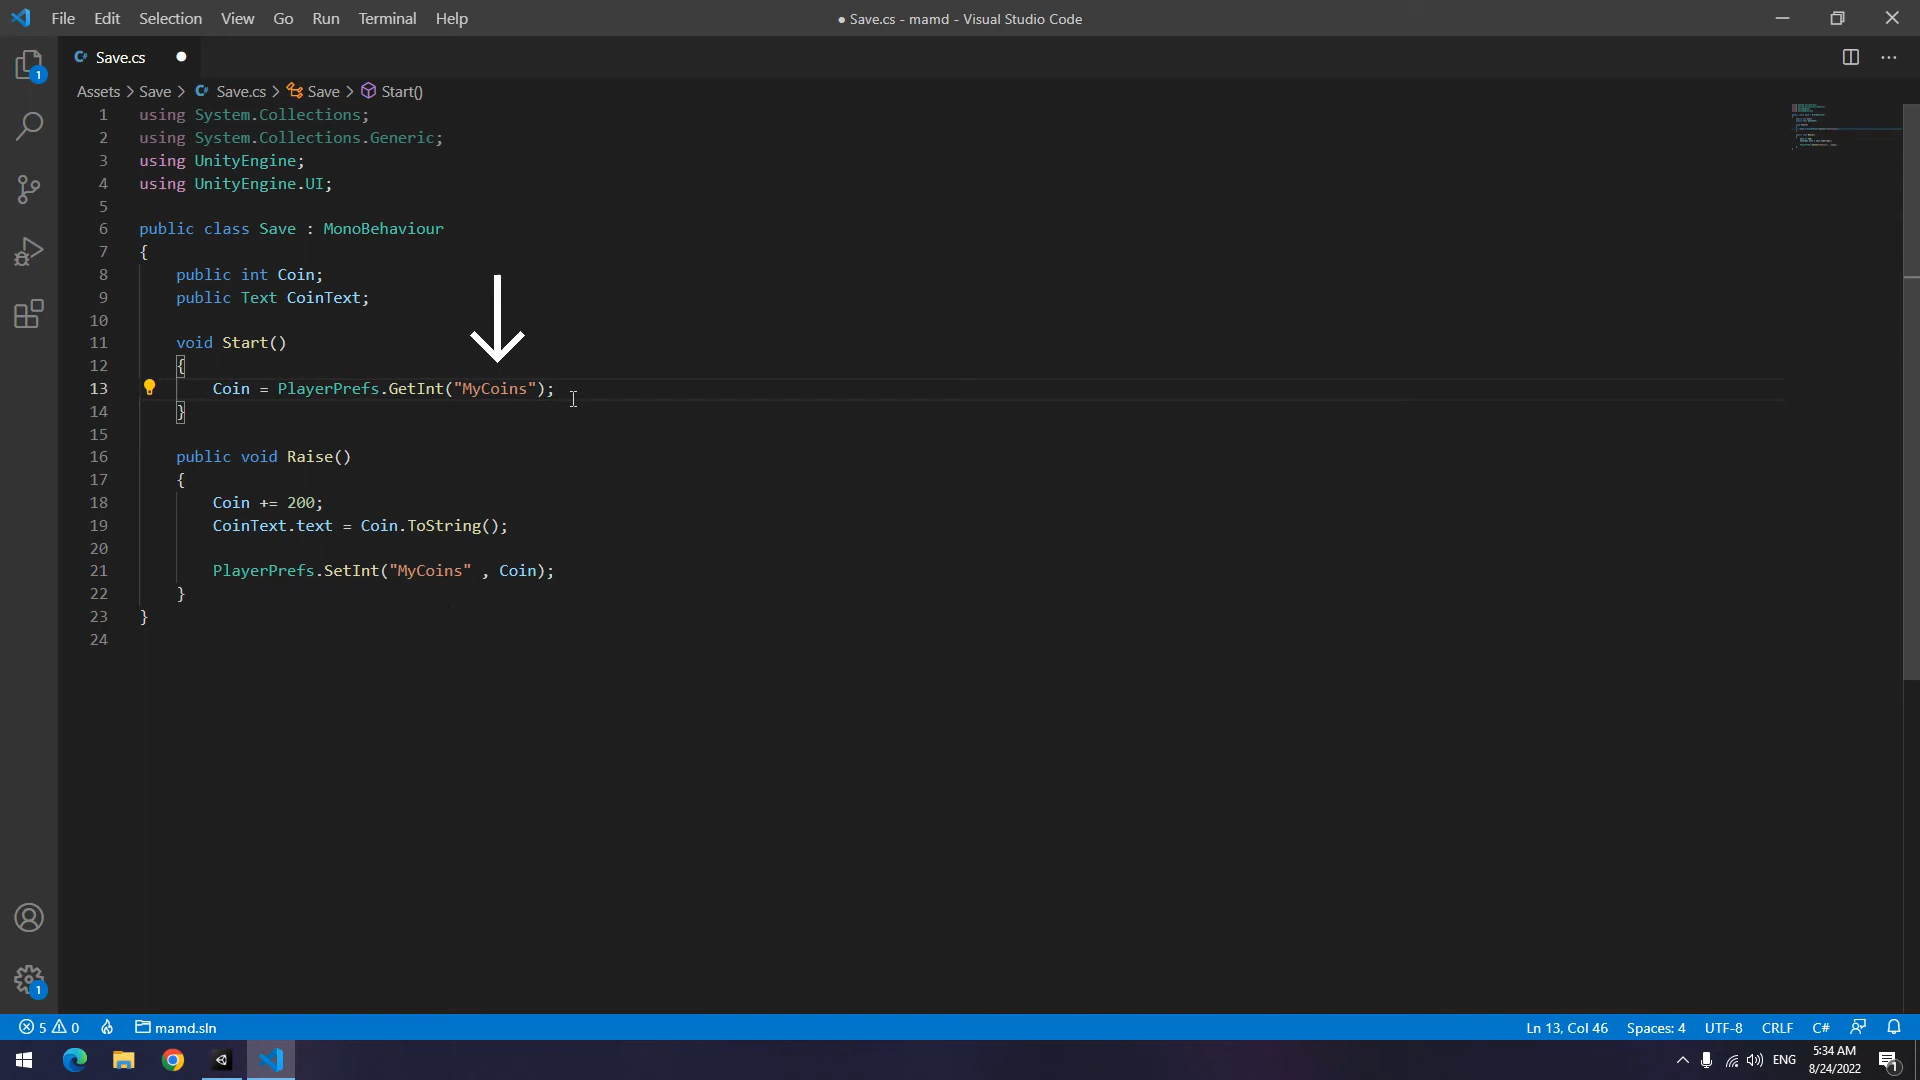 File Edit Selection View Go Run Terminal Help
● Save.cs - mamd - Visual Studio Code
1
Save.cs
Assets > Save > Save.cs > Save > Start()
1 using System.Collections;
2 using System.Collections.Generic;
3 using UnityEngine;
4 using UnityEngine.UI;
5
6 public class Save : MonoBehaviour
7 {
8 public int Coin;
9 public Text CoinText;
10
11 void Start()
12 {
13 Coin = PlayerPrefs.GetInt("MyCoins");
14 }
15
16 public void Raise()
17 {
18 Coin += 200;
19 CoinText.text = Coin.ToString();
20
21 PlayerPrefs.SetInt("MyCoins" , Coin);
22 }
23 }
24
1
5 0 mamd.sln
Ln 13, Col 46 Spaces: 4 UTF-8 CRLF C#
ENG
5:34 AM
8/24/2022
1